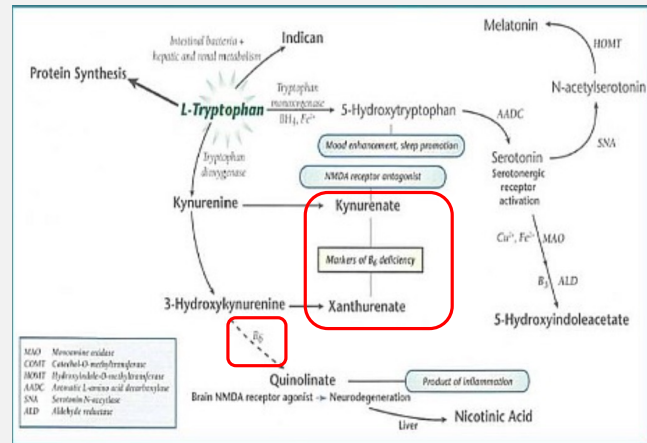 Intestinal bacteria +
hepatic and renal metabolism
Indican
Protein Synthesis
L-Tryptophan
Tryptophan
monoxygenase
BH₄, Fe²⁺
5-Hydroxytryptophan
Mood enhancement, sleep promotion
Melatonin
HOMT
N-acetylserotonin
AADC
SNA
Serotonin
Serotonergic
receptor
activation
Tryptophan
dioxygenase
NMDA receptor antagonist
Kynurenine
Kynurenate
Markers of B₆ deficiency
3-Hydroxykynurenine
Xanthurenate
Cu²⁺, Fe²⁺
MAO
ALD
5-Hydroxyindoleacetate
B₆
Quinolinate
Product of inflammation
Brain NMDA receptor agonist -> Neurodegeneration
Liver
Nicotinic Acid
MAO Monoamine oxidase
COMT Catechol-O-methyltransferase
HOMT Hydroxyindole-O-methyltransferase
AADC Aromatic L-amino acid decarboxylase
SNA Serotonin N-acetylase
ALD Aldehyde reductase